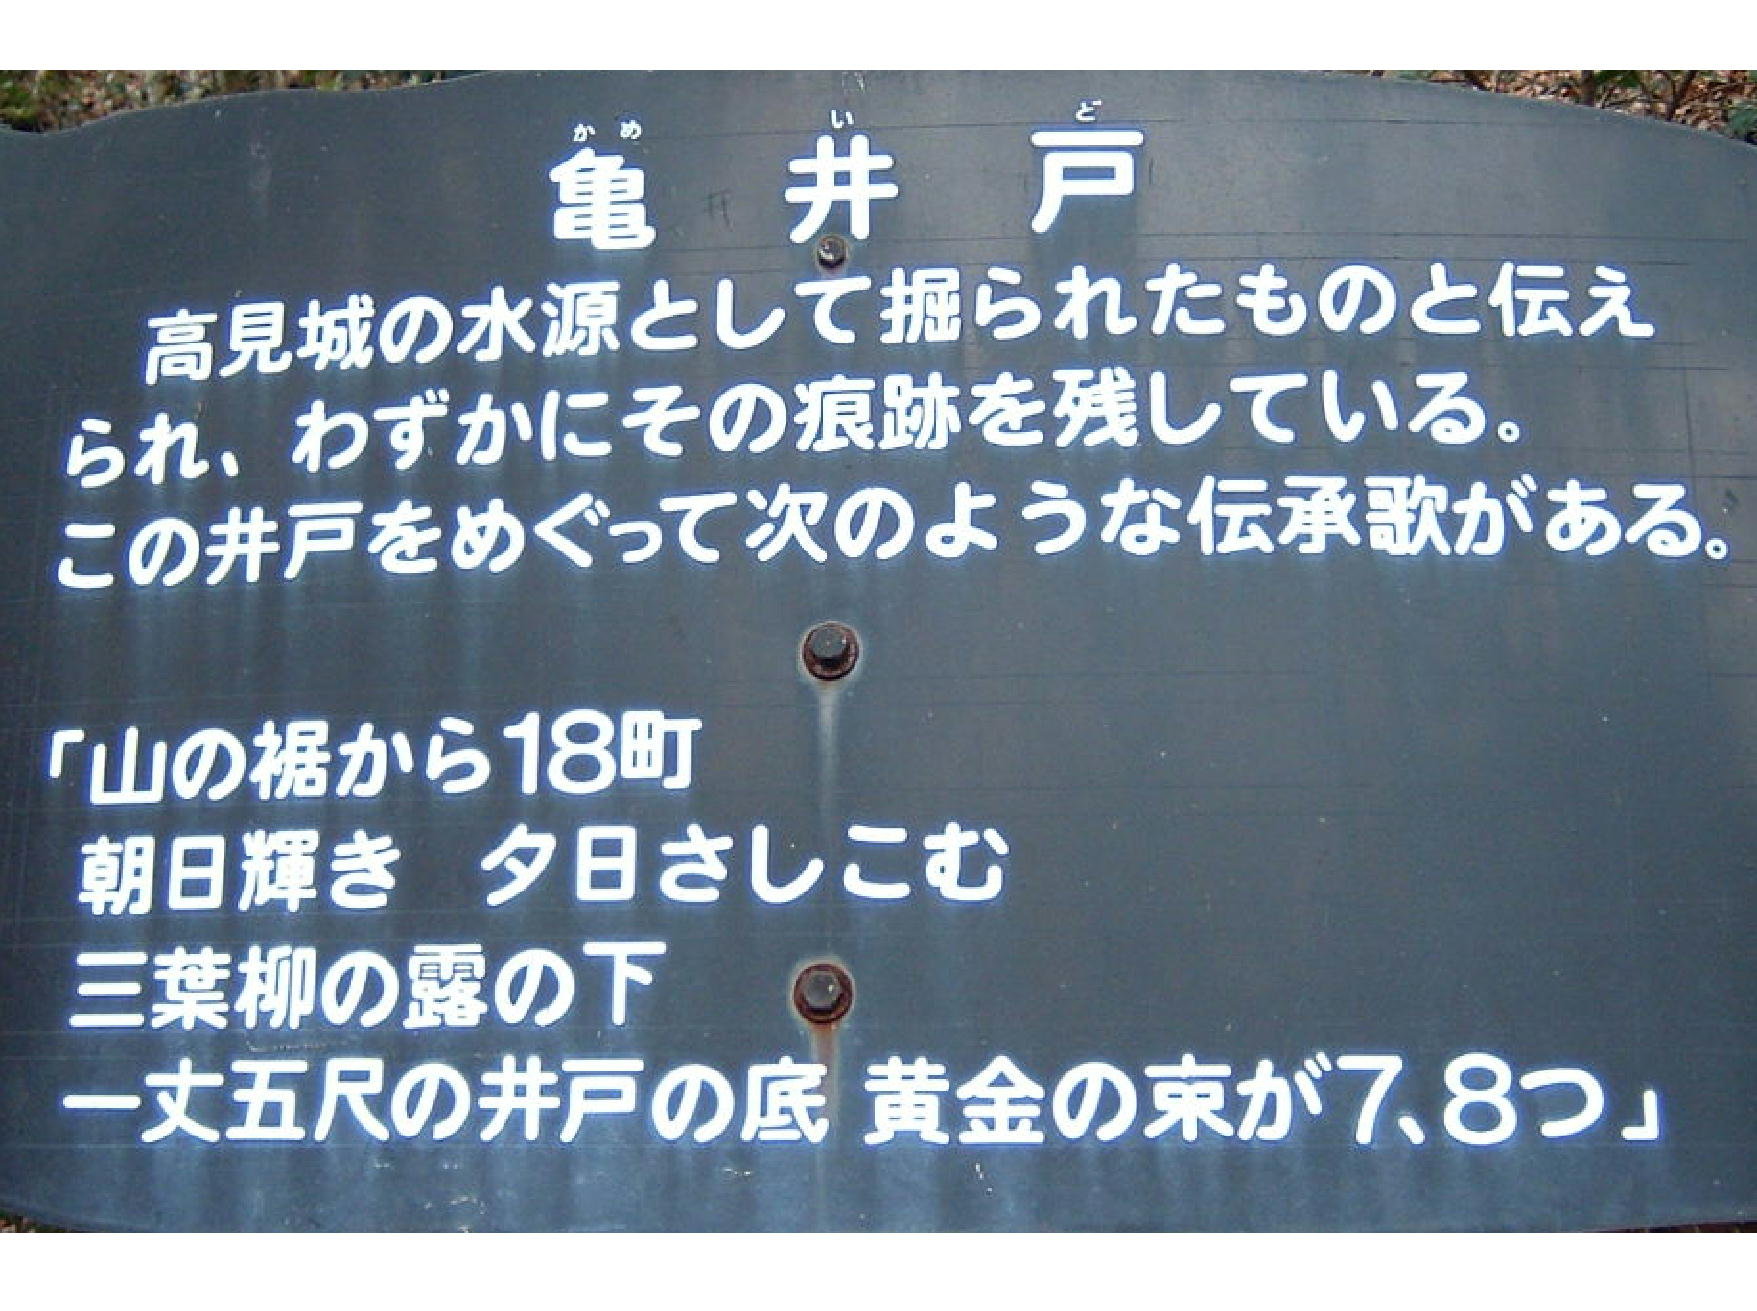 かめ い ど
亀井戸
高見城の水源として掘られたものと伝え
られ、わずかにその痕跡を残している。
この井戸をめぐって次のような伝承歌がある。
「山の裾から18町
朝日輝き 夕日さしこむ
三葉柳の露の下
一丈五尺の井戸の底 黄金の束が7、8つ」